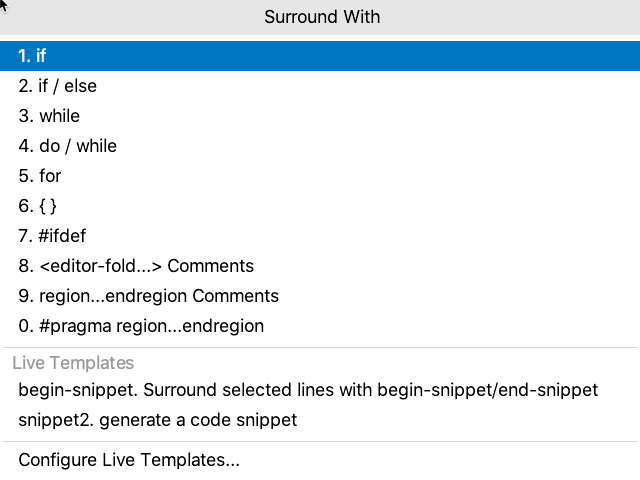 Surround With
1. if
2. if / else
3. while
4. do / while
5. for
6. { }
7. #ifdef
8. <editor-fold...> Comments
9. region...endregion Comments
0. #pragma region...endregion
Live Templates
begin-snippet. Surround selected lines with begin-snippet/end-snippet
snippet2. generate a code snippet
Configure Live Templates...